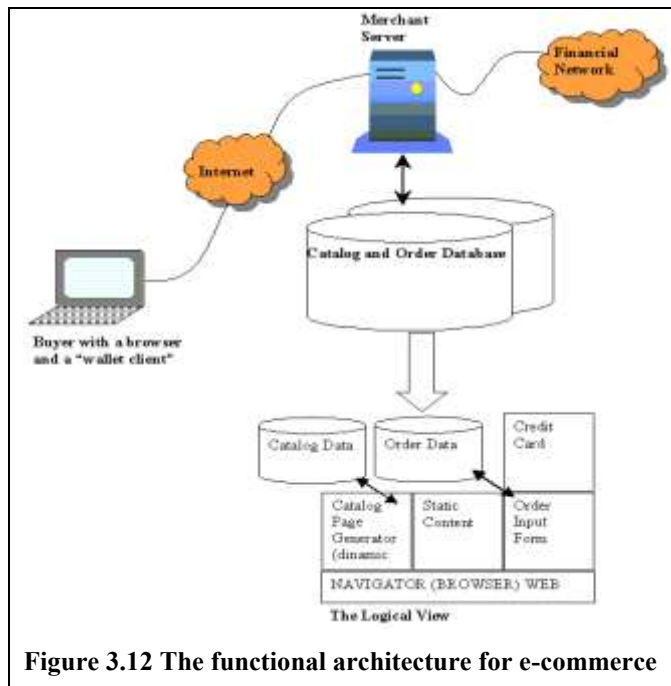 Merchant
Server
Financial
Network
Internet
Catalog and Order Database
Buyer with a browser
and a "wallet client"
Catalog Data
Order Data
Credit
Card
Catalog
Page
Generator
(dinamic
Static
Content
Order
Input
Form
NAVIGATOR (BROWSER) WEB
The Logical View
Figure 3.12 The functional architecture for e-commerce